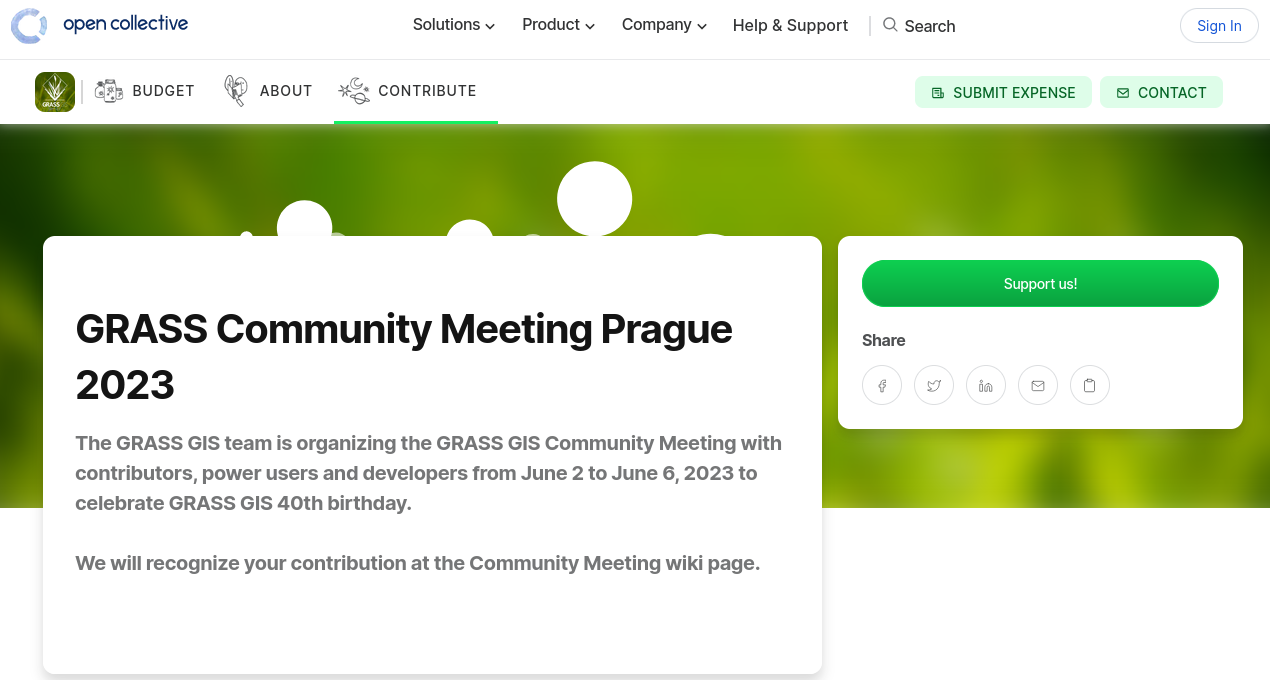 open collective
Solutions
Product
Company
Help & Support
Search
Sign In
GRASS
BUDGET
ABOUT
CONTRIBUTE
SUBMIT EXPENSE
CONTACT
GRASS Community Meeting Prague
2023
The GRASS GIS team is organizing the GRASS GIS Community Meeting with
contributors, power users and developers from June 2 to June 6, 2023 to
celebrate GRASS GIS 40th birthday.
We will recognize your contribution at the Community Meeting wiki page.
Support us!
Share